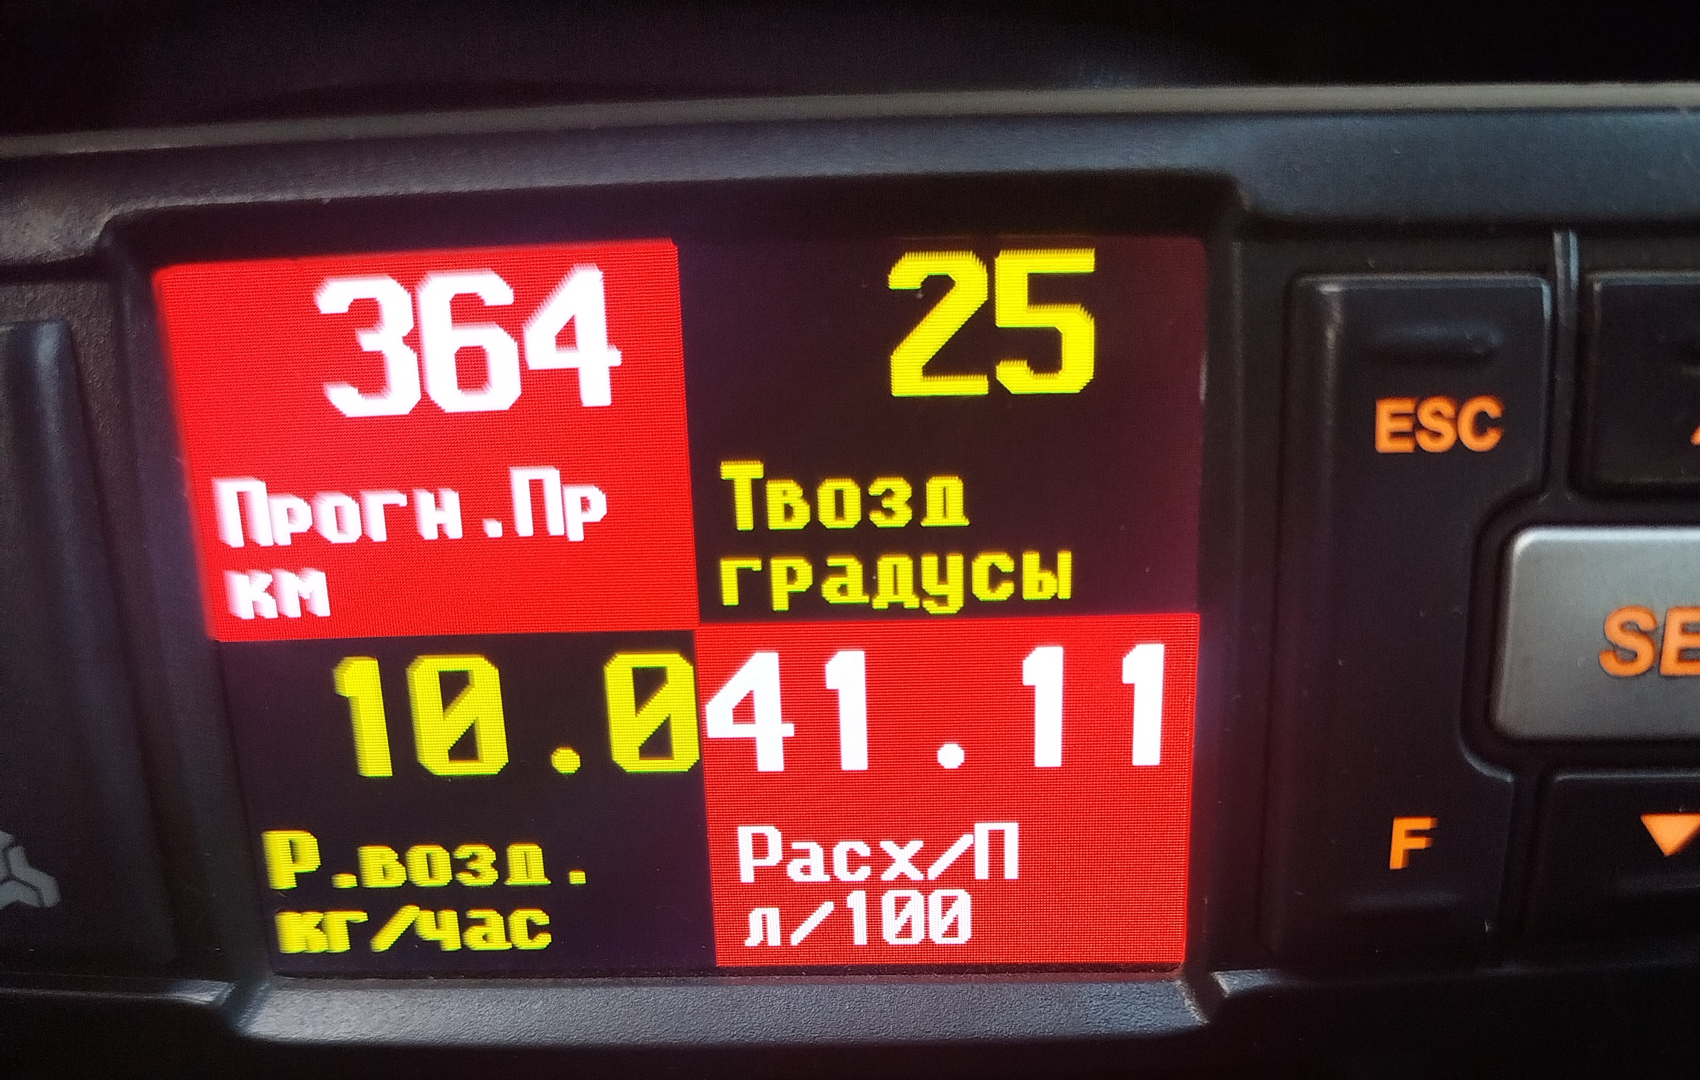 364
Прогн.Пр
км
25
Твозд
градусы
10.0
Р.возд.
кг/час
41.11
Расх/П
л/100
ESC
F